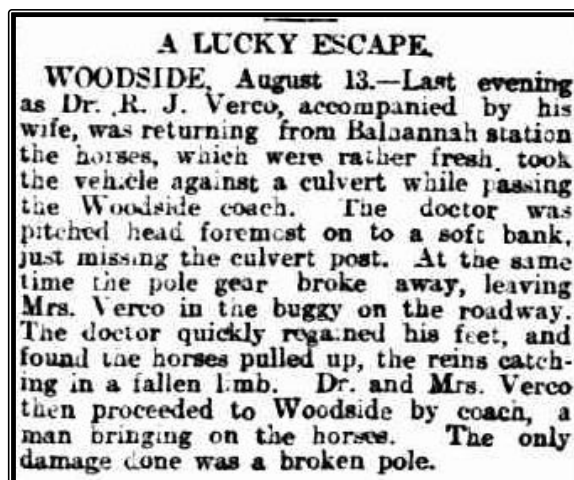 A LUCKY ESCAPE.
WOODSIDE, August 13.—Last evening
as Dr. R. J. Verco, accompanied by his
wife, was returning from Balhannah station
the horses, which were rather fresh, took
the vehicle against a culvert while passing
the Woodside coach. The doctor was
pitched head foremost on to a soft bank,
just missing the culvert post. At the same
time the pole gear broke away, leaving
Mrs. Verco in the buggy on the roadway.
The doctor quickly regained his feet, and
found the horses pulled up, the reins catch-
ing in a fallen limb. Dr. and Mrs. Verco
then proceeded to Woodside by coach, a
man bringing on the horses. The only
damage done was a broken pole.